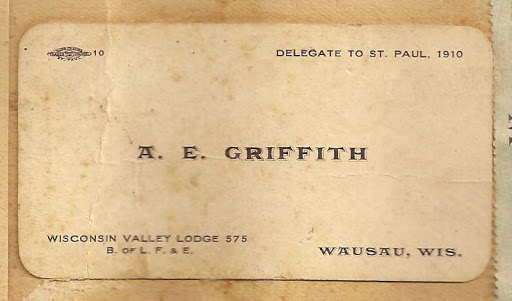 10
DELEGATE TO ST. PAUL, 1910
A. E. GRIFFITH
WISCONSIN VALLEY LODGE 575
B. OF L. F. & E.
WAUSAU, WIS.